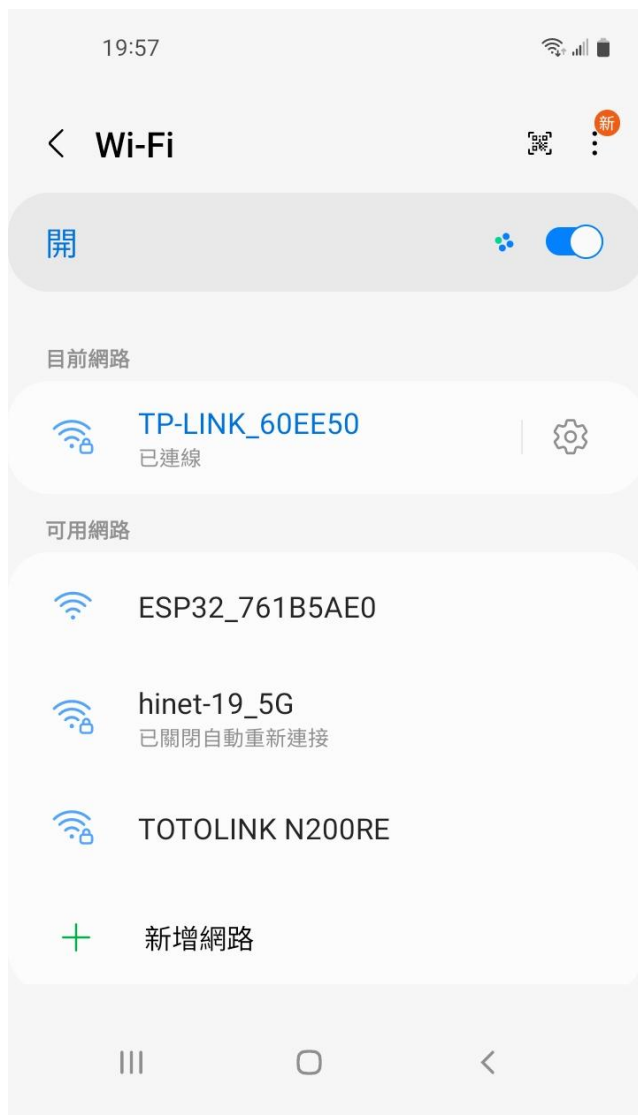 19:57
Wi-Fi
新
開
目前網路
TP-LINK_60EE50
已連線
可用網路
ESP32_761B5AE0
hinet-19_5G
已關閉自動重新連接
TOTOLINK N200RE
新增網路